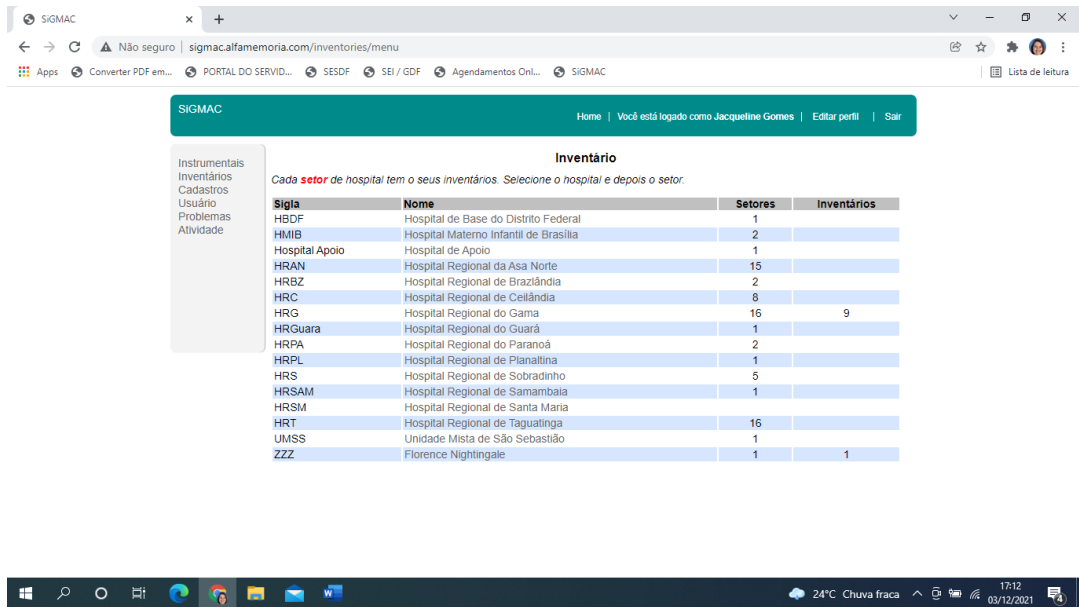 SiGMAC
Não seguro | sigmac.alfamemoria.com/inventories/menu
Apps Converter PDF em... PORTAL DO SERVID... SESDF SEI / GDF Agendamentos Onl... SiGMAC Lista de leitura
SiGMAC
Home | Você está logado como Jacqueline Gomes | Editar perfil | Sair
Instrumentais
Inventários
Cadastros
Usuário
Problemas
Atividade
Inventário
Cada setor de hospital tem o seus inventários. Selecione o hospital e depois o setor.
Sigla Nome Setores Inventários
HBDF Hospital de Base do Distrito Federal 1
HMIB Hospital Materno Infantil de Brasília 2
Hospital Apoio Hospital de Apoio 1
HRAN Hospital Regional da Asa Norte 15
HRBZ Hospital Regional de Brazlândia 2
HRC Hospital Regional de Ceilândia 8
HRG Hospital Regional do Gama 16 9
HRGuara Hospital Regional do Guará 1
HRPA Hospital Regional do Paranoá 2
HRPL Hospital Regional de Planaltina 1
HRS Hospital Regional de Sobradinho 5
HRSAM Hospital Regional de Samambaia 1
HRSM Hospital Regional de Santa Maria
HRT Hospital Regional de Taguatinga 16
UMSS Unidade Mista de São Sebastião 1
ZZZ Florence Nightingale 1 1
W
24°C Chuva fraca
17:12
03/12/2021
4